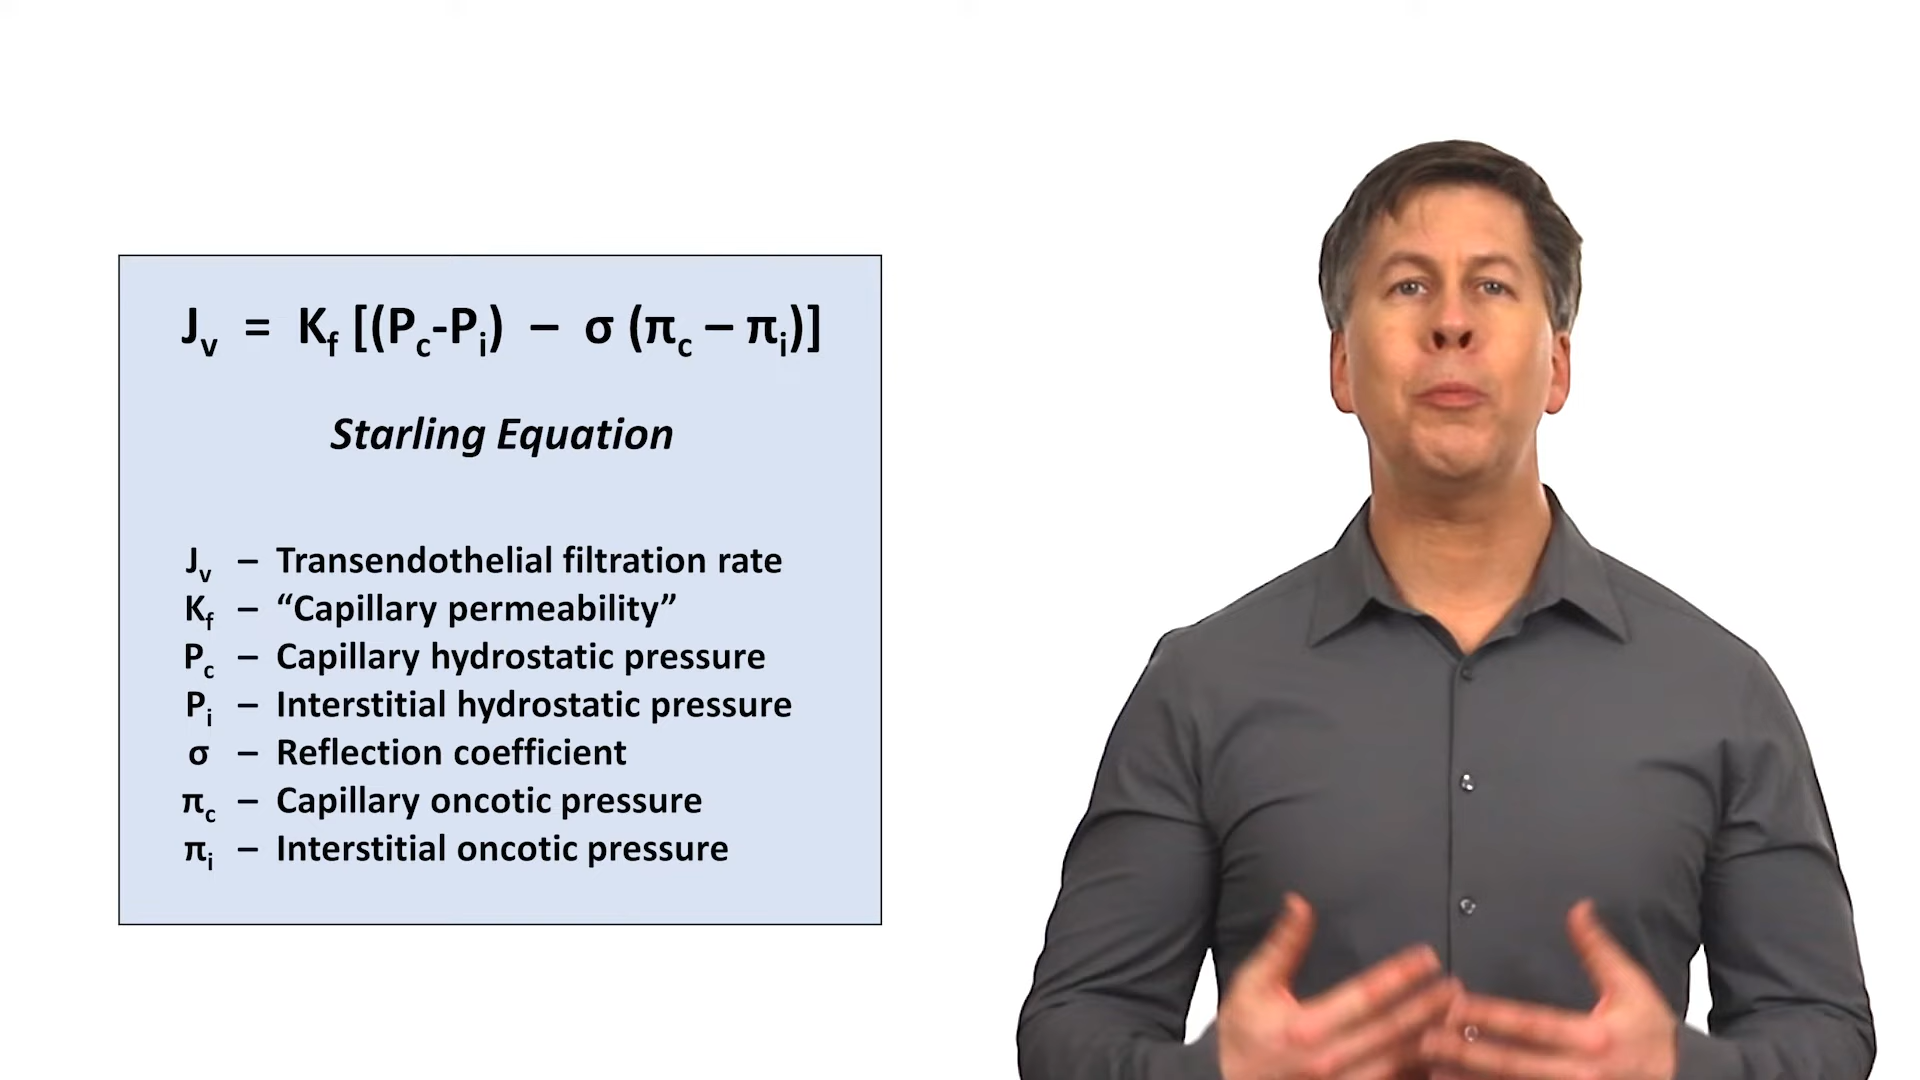 Jv = Kf [(Pc-Pi) – σ (πc – πi)]
Starling Equation
Jv – Transendothelial filtration rate
Kf – “Capillary permeability”
Pc – Capillary hydrostatic pressure
Pi – Interstitial hydrostatic pressure
σ – Reflection coefficient
πc – Capillary oncotic pressure
πi – Interstitial oncotic pressure